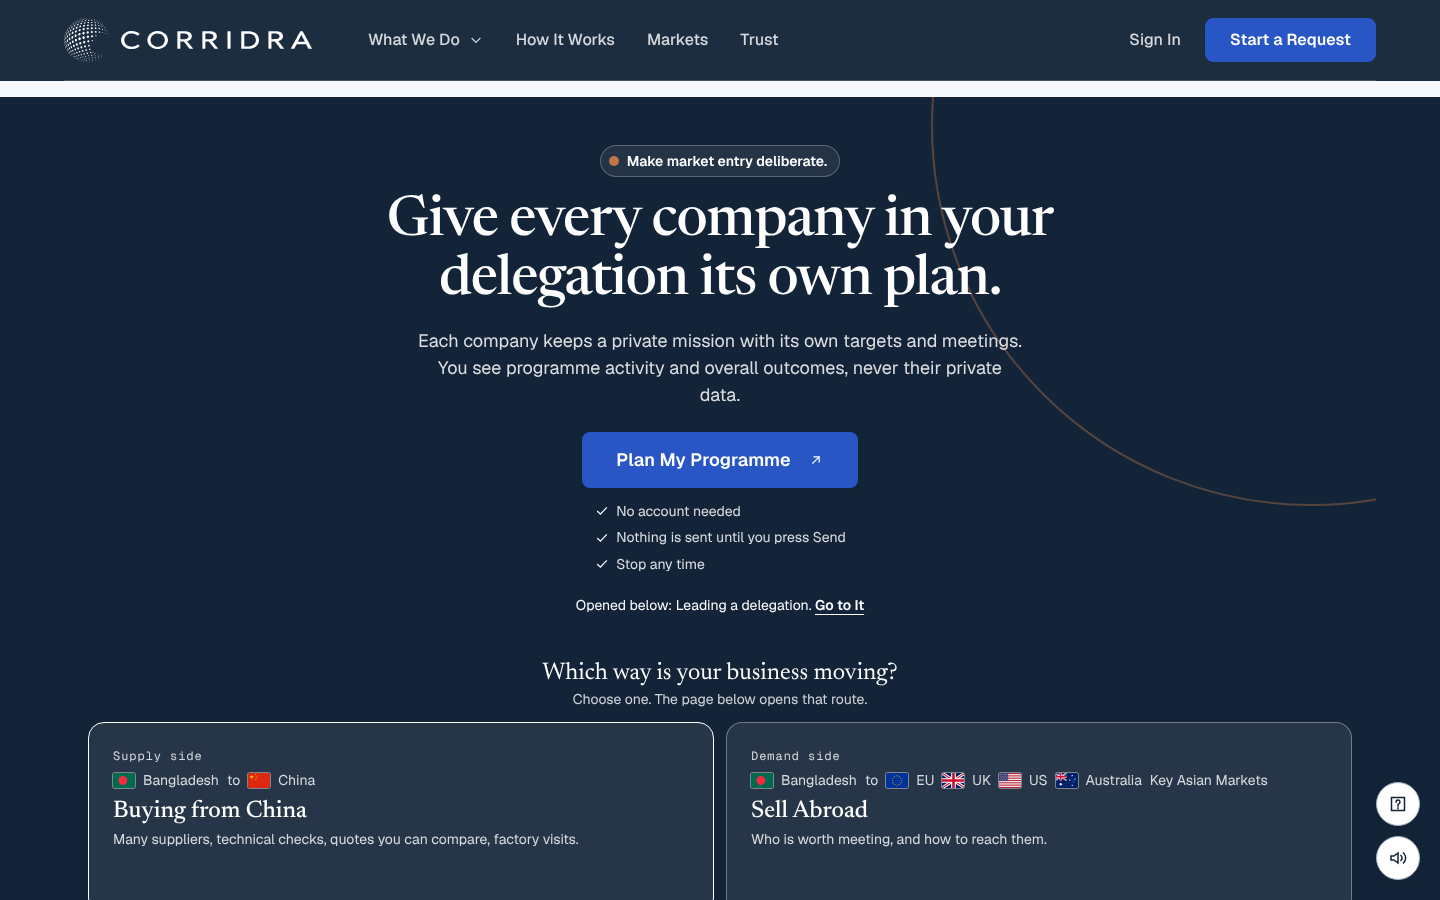 CORRIDRA
What We Do
How It Works
Markets
Trust
Sign In
Start a Request
Make market entry deliberate.
Give every company in your
delegation its own plan.
Each company keeps a private mission with its own targets and meetings.
You see programme activity and overall outcomes, never their private
data.
Plan My Programme
No account needed
Nothing is sent until you press Send
Stop any time
Opened below: Leading a delegation. Go to It
Which way is your business moving?
Choose one. The page below opens that route.
Supply side
Bangladesh to China
Buying from China
Many suppliers, technical checks, quotes you can compare, factory visits.
Demand side
Bangladesh to EU UK US Australia Key Asian Markets
Sell Abroad
Who is worth meeting, and how to reach them.